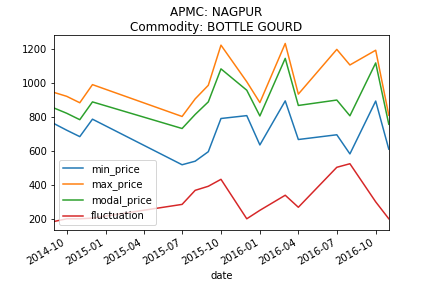 APMC: NAGPUR
Commodity: BOTTLE GOURD
1200
1000
800
600
400
200
min_price
max_price
modal_price
fluctuation
2014-10
2015-01
2015-04
2015-07
2015-10
2016-01
2016-04
2016-07
2016-10
date